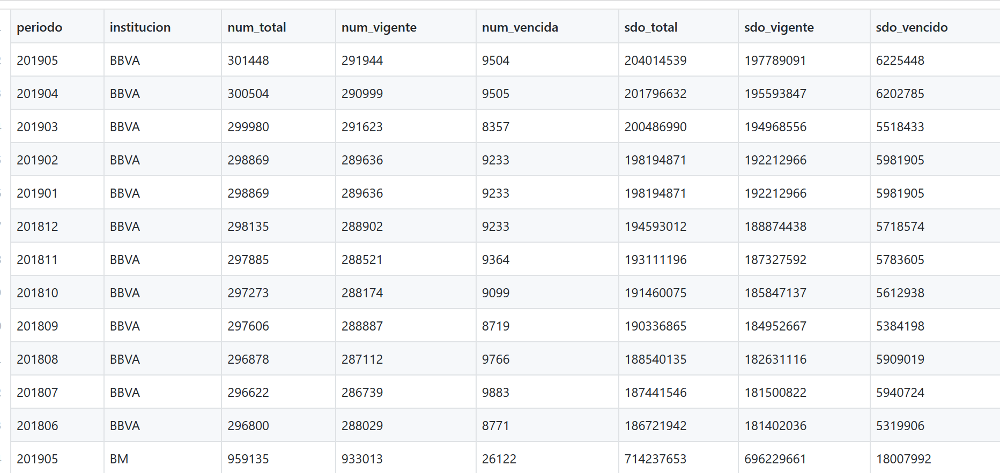 periodo institucion num_total num_vigente num_vencida sdo_total sdo_vigente sdo_vencido
201905 BBVA 301448 291944 9504 204014539 197789091 6225448
201904 BBVA 300504 290999 9505 201796632 195593847 6202785
201903 BBVA 299980 291623 8357 200486990 194968556 5518433
201902 BBVA 298869 289636 9233 198194871 192212966 5981905
201901 BBVA 298869 289636 9233 198194871 192212966 5981905
201812 BBVA 298135 288902 9233 194593012 188874438 5718574
201811 BBVA 297885 288521 9364 193111196 187327592 5783605
201810 BBVA 297273 288174 9099 191460075 185847137 5612938
201809 BBVA 297606 288887 8719 190336865 184952667 5384198
201808 BBVA 296878 287112 9766 188540135 182631116 5909019
201807 BBVA 296622 286739 9883 187441546 181500822 5940724
201806 BBVA 296800 288029 8771 186721942 181402036 5319906
201905 BM 959135 933013 26122 714237653 696229661 18007992